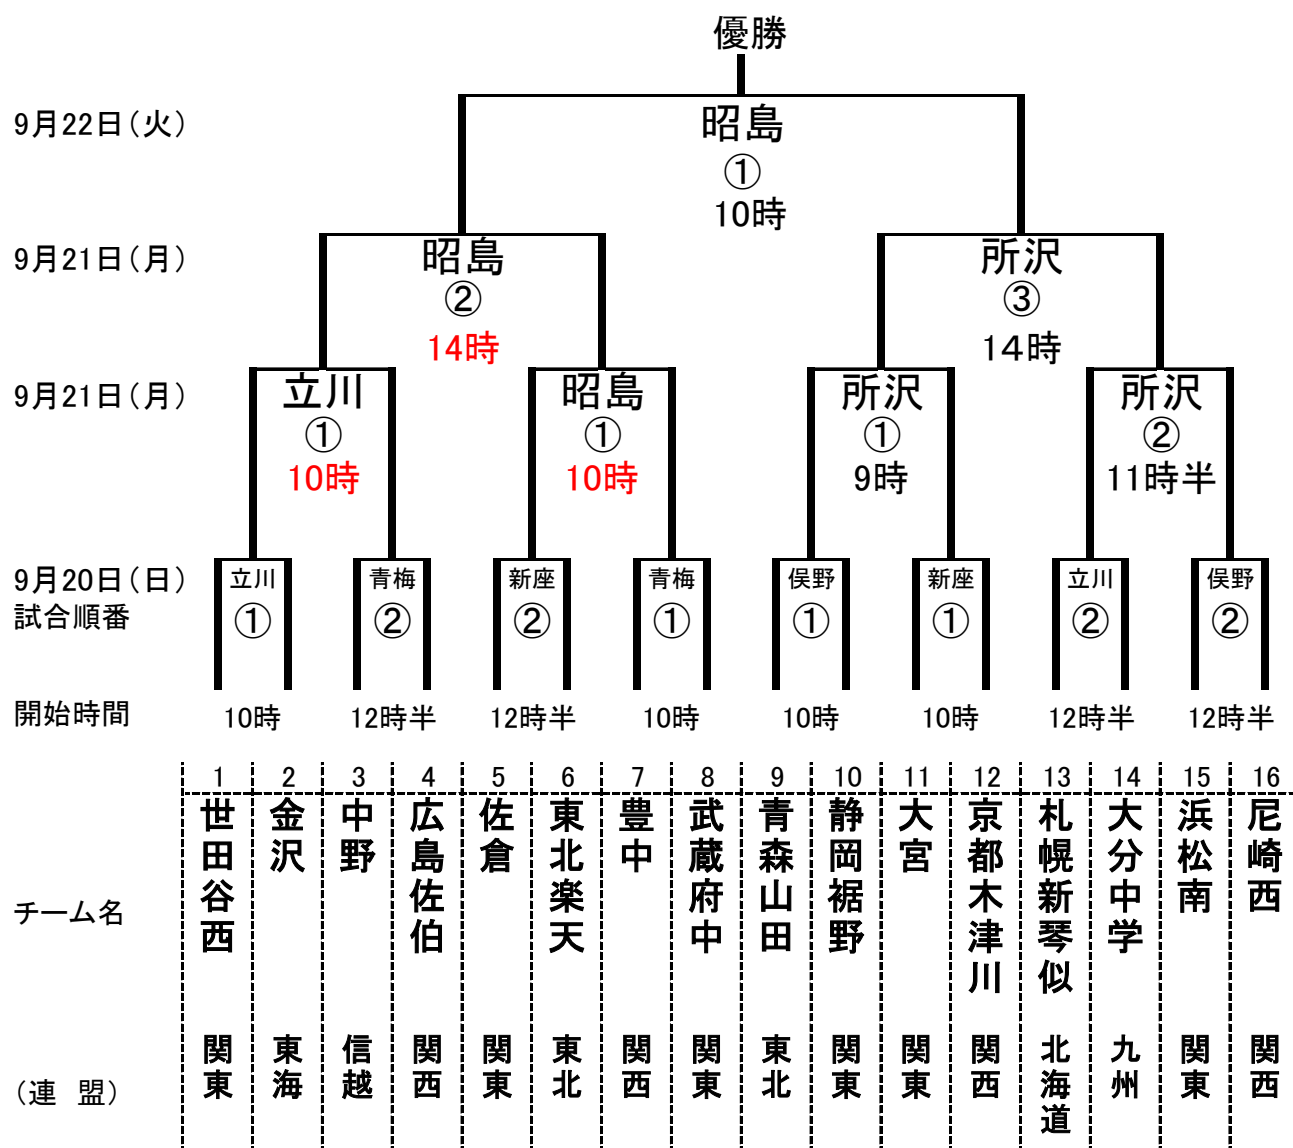 優勝
9月22日（火）
昭島
①
10時
9月21日（月）
昭島 所沢
② ③
14時 14時
9月21日（月）
立川 昭島 所沢 所沢
① ① ① ②
10時 10時 9時 11時半
9月20日（日） 立川 青梅 新座 青梅 俣野 新座 立川 俣野
試合順番 ① ② ② ① ① ① ② ②
開始時間 10時 12時半 12時半 10時 10時 10時 12時半 12時半
1 2 3 4 5 6 7 8 9 10 11 12 13 14 15 16
チーム名 世田谷西 金沢 中野 広島佐伯 佐倉 東北楽天 豊中 武蔵府中 青森山田 静岡裾野 大宮 京都木津川 札幌新琴似 大分中学 浜松南 尼崎西
（連　盟） 関東 東海 信越 関西 関東 東北 関西 関東 東北 関東 関東 関西 北海道 九州 関東 関西